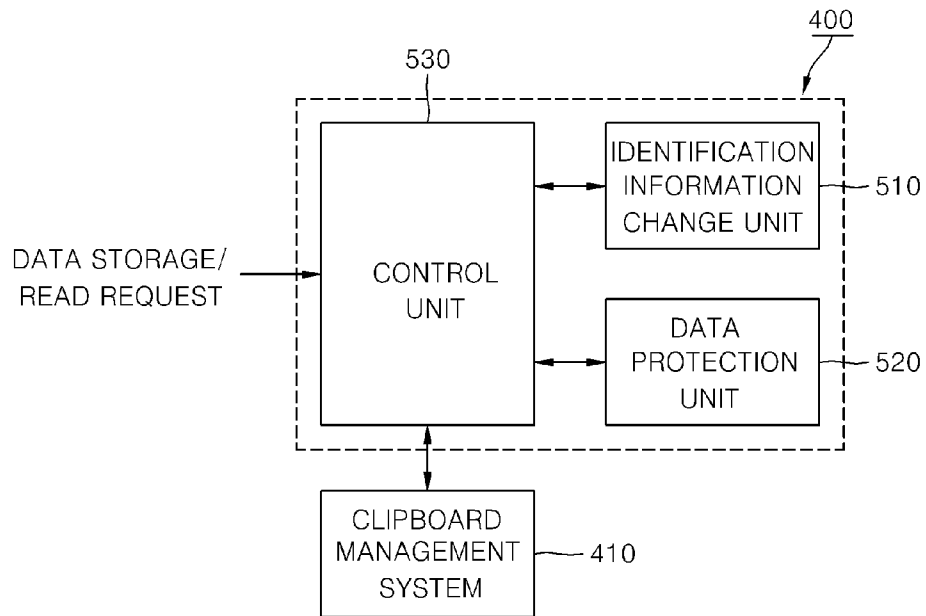 400
530
IDENTIFICATION
INFORMATION
CHANGE UNIT
510
DATA STORAGE/
READ REQUEST
CONTROL
UNIT
DATA
PROTECTION
UNIT
520
CLIPBOARD
MANAGEMENT
SYSTEM
410